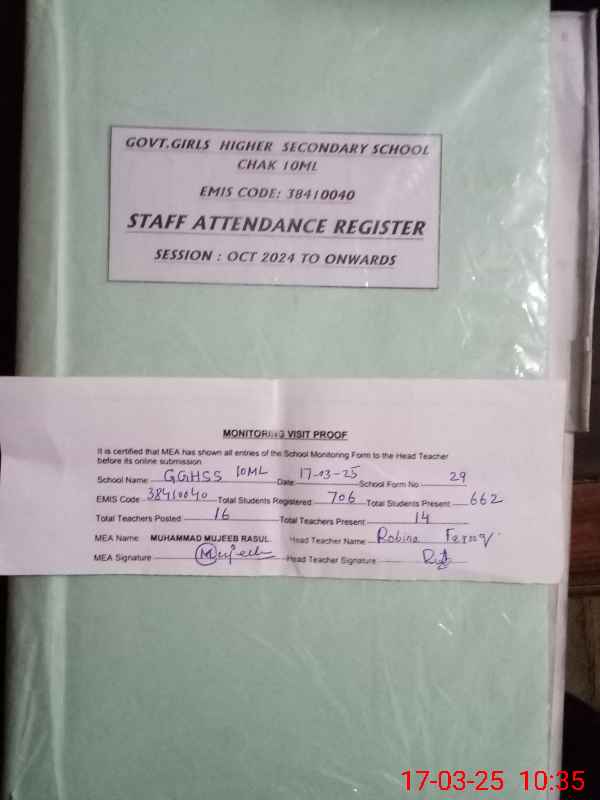 GOVT.GIRLS HIGHER SECONDARY SCHOOL
CHAK 10ML
EMIS CODE: 38410040
STAFF ATTENDANCE REGISTER
SESSION : OCT 2024 TO ONWARDS
MONITORING VISIT PROOF
It is certified that MEA has shown all entries of the School Monitoring Form to the Head Teacher
before its online submission
School Name GGHSS 10ML Date 17-03-25 School Form No 29
EMIS Code 38410040 Total Students Registered 706 Total Students Present 662
Total Teachers Posted 16 Total Teachers Present 14
MEA Name MUHAMMAD MUJEEB RASUL Head Teacher Name Robina Farooq
MEA Signature Mujeeb Head Teacher Signature
17-03-25 10:35